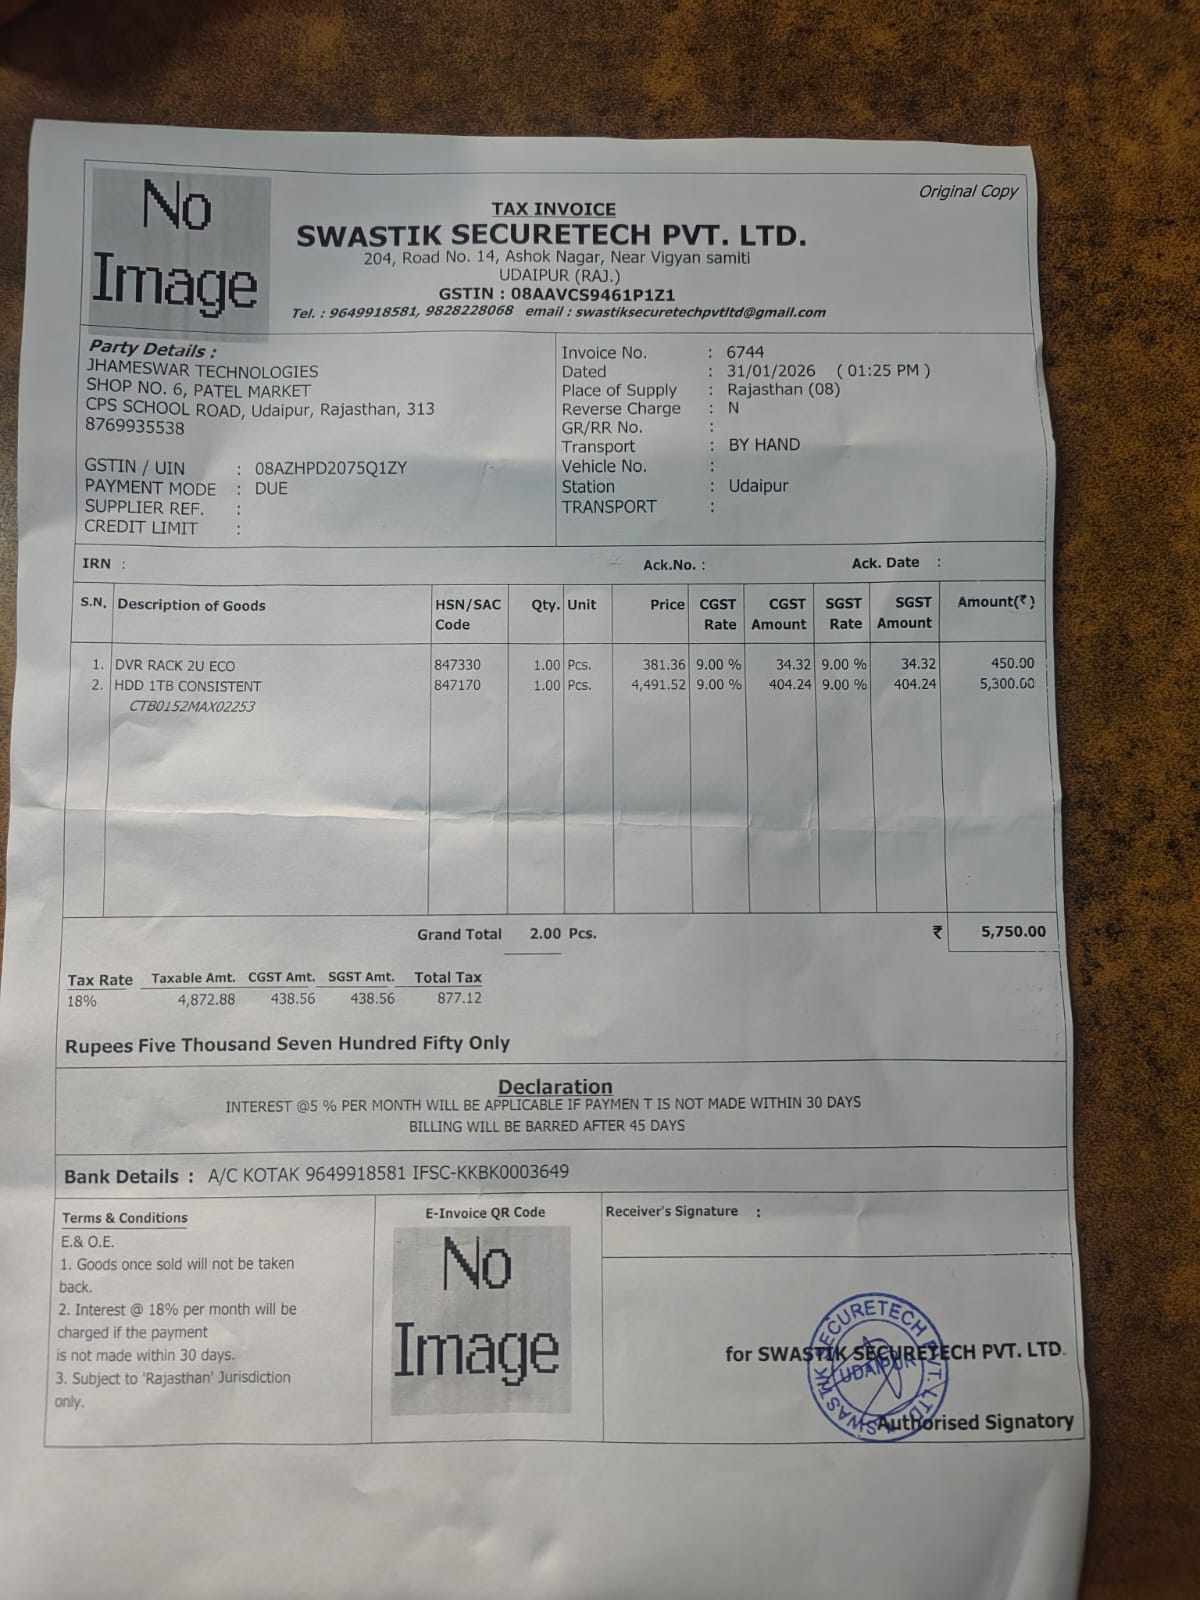 No
Image
Original Copy
TAX INVOICE
SWASTIK SECURETECH PVT. LTD.
204, Road No. 14, Ashok Nagar, Near Vigyan samiti
UDAIPUR (RAJ.)
GSTIN : 08AAVCS9461P1Z1
Tel. : 9649918581, 9828228068 email : swastiksecuretechpvtltd@gmail.com
Party Details :
JHAMESWAR TECHNOLOGIES
SHOP NO. 6, PATEL MARKET
CPS SCHOOL ROAD, Udaipur, Rajasthan, 313
8769935538
GSTIN / UIN : 08AZHPD2075Q1ZY
PAYMENT MODE : DUE
SUPPLIER REF. :
CREDIT LIMIT :
Invoice No. : 6744
Dated : 31/01/2026 ( 01:25 PM )
Place of Supply : Rajasthan (08)
Reverse Charge : N
GR/RR No. :
Transport : BY HAND
Vehicle No. :
Station : Udaipur
TRANSPORT :
IRN : Ack.No. : Ack. Date :
S.N. Description of Goods HSN/SAC Code Qty. Unit Price CGST Rate CGST Amount SGST Rate SGST Amount Amount(₹)
1. DVR RACK 2U ECO 847330 1.00 Pcs. 381.36 9.00 % 34.32 9.00 % 34.32 450.00
2. HDD 1TB CONSISTENT 847170 1.00 Pcs. 4,491.52 9.00 % 404.24 9.00 % 404.24 5,300.00
CTB0152MAX02253
Grand Total 2.00 Pcs. ₹ 5,750.00
Tax Rate Taxable Amt. CGST Amt. SGST Amt. Total Tax
18% 4,872.88 438.56 438.56 877.12
Rupees Five Thousand Seven Hundred Fifty Only
Declaration
INTEREST @5 % PER MONTH WILL BE APPLICABLE IF PAYMEN T IS NOT MADE WITHIN 30 DAYS
BILLING WILL BE BARRED AFTER 45 DAYS
Bank Details : A/C KOTAK 9649918581 IFSC-KKBK0003649
Terms & Conditions
E.& O.E.
1. Goods once sold will not be taken
back.
2. Interest @ 18% per month will be
charged if the payment
is not made within 30 days.
3. Subject to 'Rajasthan' Jurisdiction
only.
E-Invoice QR Code
No
Image
Receiver's Signature :
for SWASTIK SECURETECH PVT. LTD.
SWASTIK SECURETECH PVT. LTD.
UDAIPUR
Authorised Signatory